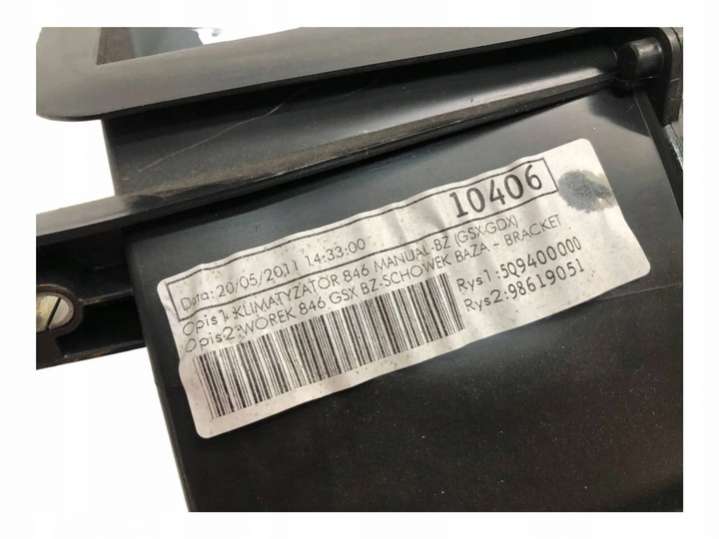 Data: 20/05/2011 14:33:00
10406
Opis1:KLIMATYZATOR 846 MANUAL-BZ (GSX-GDX)
Opis2:WOREK 846 GSX BZ-SCHOWEK BAZA - BRACKET
Rys1:5Q9400000
Rys2:98619051